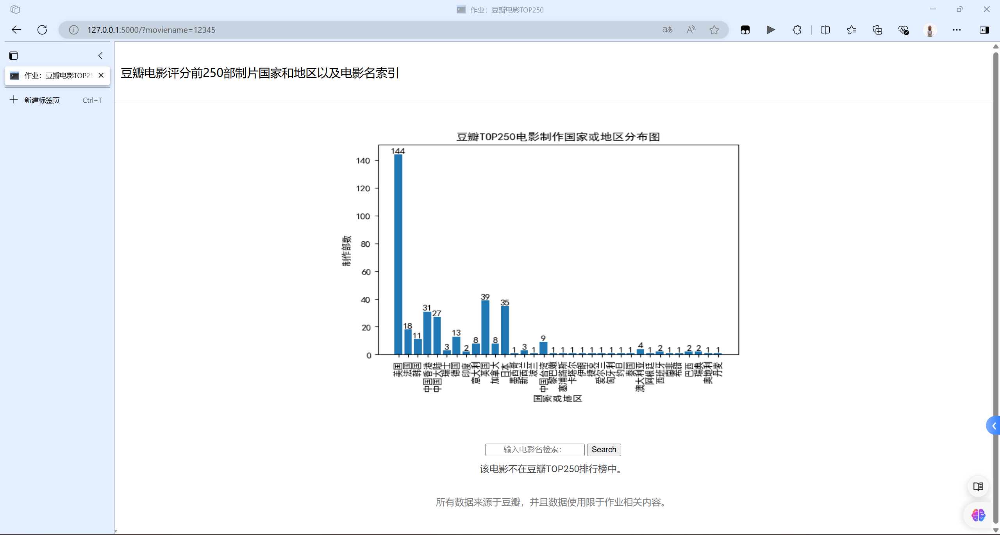 作业：豆瓣电影TOP250
127.0.0.1:5000/?moviename=12345
作业：豆瓣电影TOP25
新建标签页 Ctrl+T
豆瓣电影评分前250部制片国家和地区以及电影名索引
豆瓣TOP250电影制作国家或地区分布图
制作部数
140
120
100
80
60
40
20
0
144 18 11 31 27 3 13 2 8 39 8 35 1 3 1 9 1 1 1 1 1 1 1 1 1 4 1 2 1 1 2 2 1 1
美国
法国
韩国
中国香港
中国大陆
瑞士
德国
印度
意大利
英国
加拿大
日本
墨西哥
新西兰
波兰
中国台湾
黎巴嫩
塞浦路斯
卡塔尔
伊朗
捷克
爱尔兰
匈牙利
约旦
泰国
澳大利亚
阿根廷
西班牙
南非
希腊
巴西
瑞典
奥地利
丹麦
国家或地区
输入电影名检索： Search
该电影不在豆瓣TOP250排行榜中。
所有数据来源于豆瓣，并且数据使用限于作业相关内容。